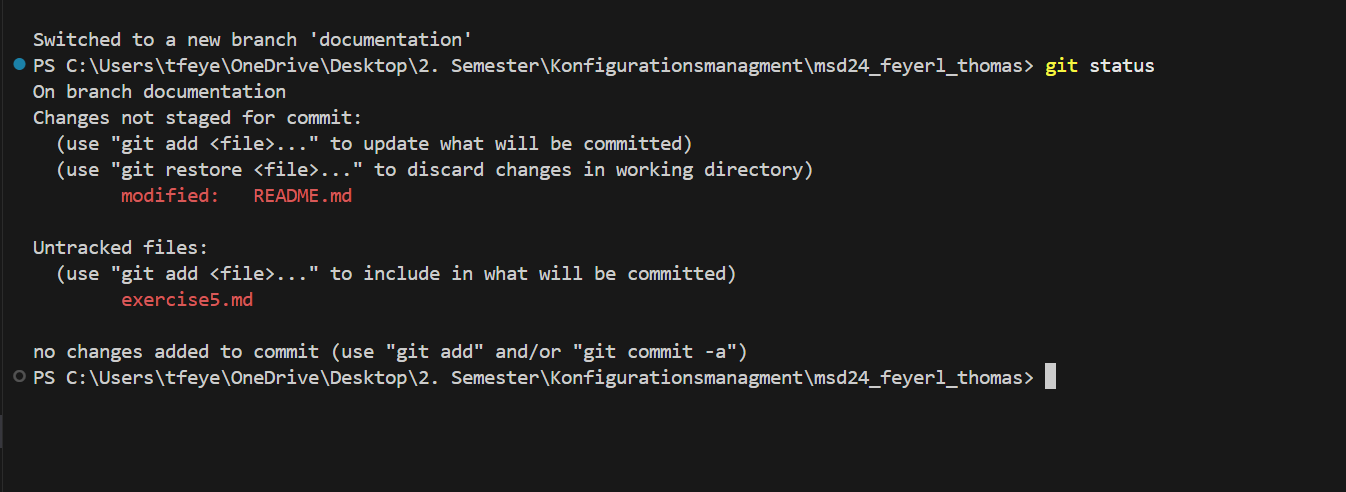 Switched to a new branch 'documentation'
PS C:\Users\tfeye\OneDrive\Desktop\2. Semester\Konfigurationsmanagment\msd24_feyerl_thomas> git status
On branch documentation
Changes not staged for commit:
  (use "git add <file>..." to update what will be committed)
  (use "git restore <file>..." to discard changes in working directory)
        modified:   README.md

Untracked files:
  (use "git add <file>..." to include in what will be committed)
        exercise5.md

no changes added to commit (use "git add" and/or "git commit -a")
PS C:\Users\tfeye\OneDrive\Desktop\2. Semester\Konfigurationsmanagment\msd24_feyerl_thomas>